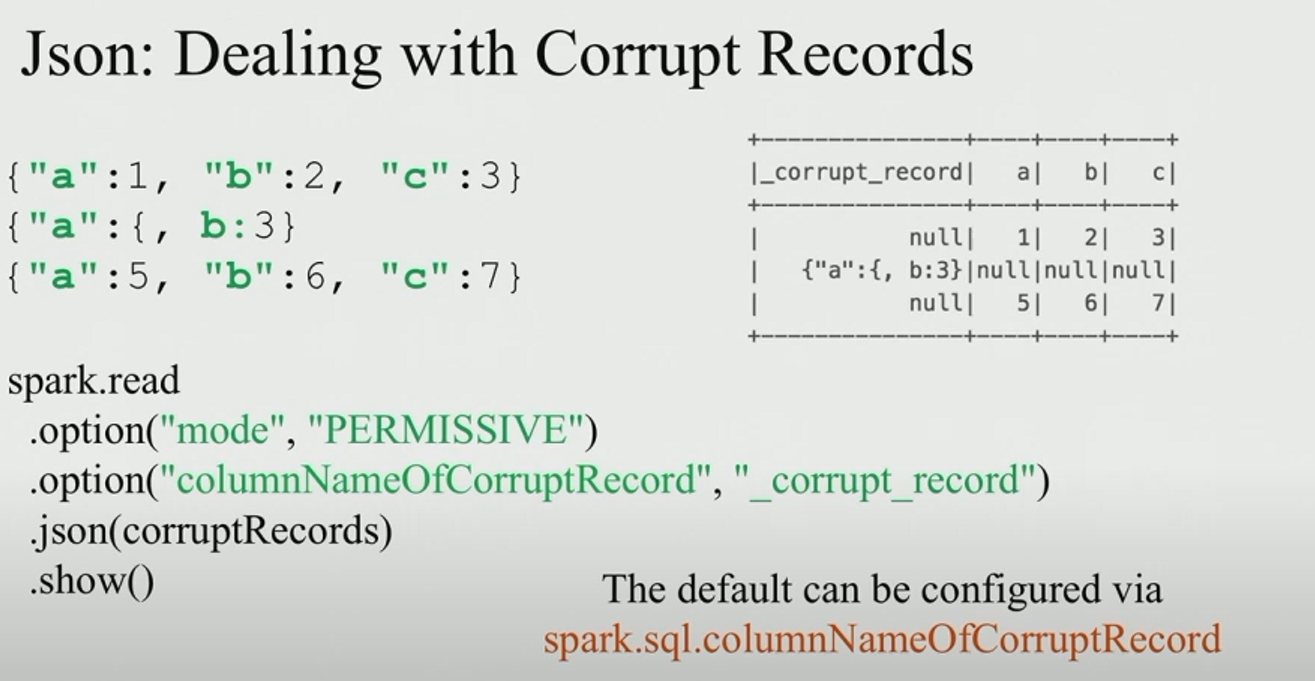 Json: Dealing with Corrupt Records
{"a":1, "b":2, "c":3}
{"a":{, b:3}
{"a":5, "b":6, "c":7}
+---------------+----+----+----+
|_corrupt_record|   a|   b|   c|
+---------------+----+----+----+
|           null|   1|   2|   3|
|   {"a":{, b:3}|null|null|null|
|           null|   5|   6|   7|
+---------------+----+----+----+
spark.read
.option("mode", "PERMISSIVE")
.option("columnNameOfCorruptRecord", "_corrupt_record")
.json(corruptRecords)
.show()
The default can be configured via
spark.sql.columnNameOfCorruptRecord